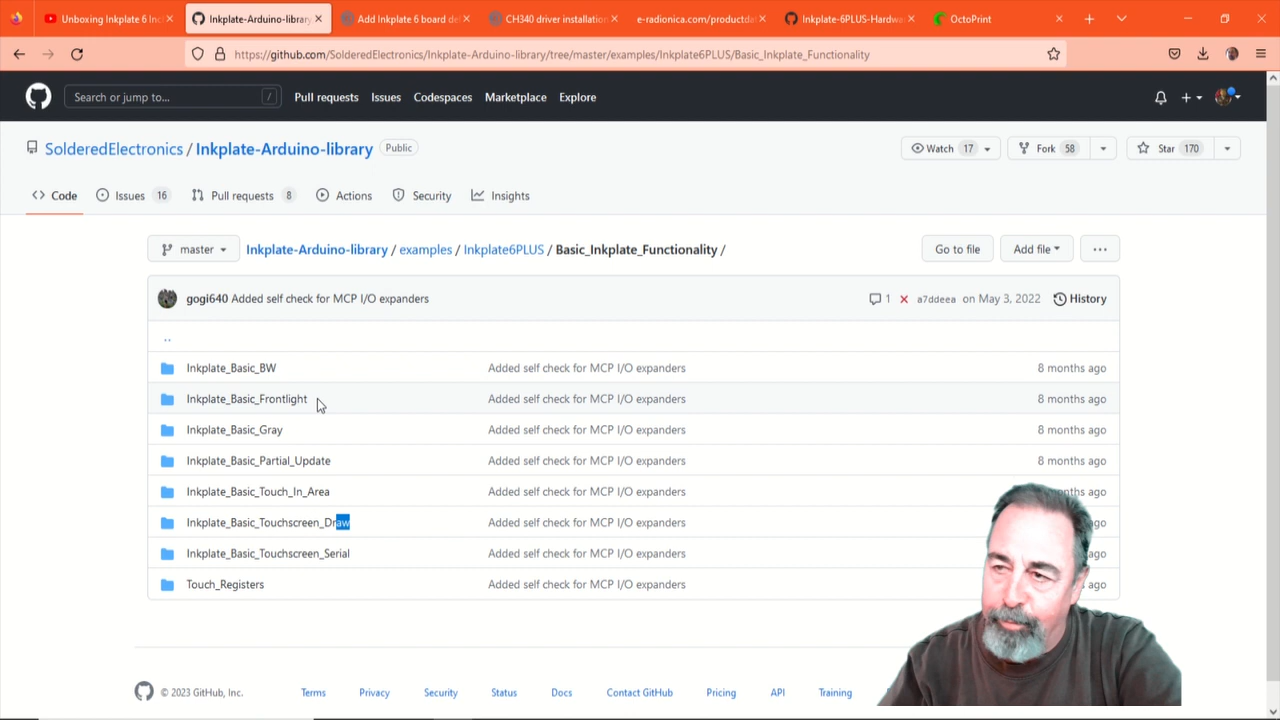 Unboxing Inkplate 6 Inc
Inkplate-Arduino-library
Add Inkplate 6 board de
CH340 driver installation
e-radionica.com/productda
Inkplate-6PLUS-Hardwa
OctoPrint
https://github.com/SolderedElectronics/Inkplate-Arduino-library/tree/master/examples/Inkplate6PLUS/Basic_Inkplate_Functionality
Search or jump to... /
Pull requests Issues Codespaces Marketplace Explore
SolderedElectronics / Inkplate-Arduino-library Public
Watch 17 Fork 58 Star 170
<> Code Issues 16 Pull requests 8 Actions Security Insights
master Inkplate-Arduino-library / examples / Inkplate6PLUS / Basic_Inkplate_Functionality / Go to file Add file ...
gogi640 Added self check for MCP I/O expanders 1 a7ddeea on May 3, 2022 History
..
Inkplate_Basic_BW Added self check for MCP I/O expanders 8 months ago
Inkplate_Basic_Frontlight Added self check for MCP I/O expanders 8 months ago
Inkplate_Basic_Gray Added self check for MCP I/O expanders 8 months ago
Inkplate_Basic_Partial_Update Added self check for MCP I/O expanders 8 months ago
Inkplate_Basic_Touch_In_Area Added self check for MCP I/O expanders ago
Inkplate_Basic_Touchscreen_Draw Added self check for MCP I/O expanders ago
Inkplate_Basic_Touchscreen_Serial Added self check for MCP I/O expanders ago
Touch_Registers Added self check for MCP I/O expanders ago
© 2023 GitHub, Inc. Terms Privacy Security Status Docs Contact GitHub Pricing API Training